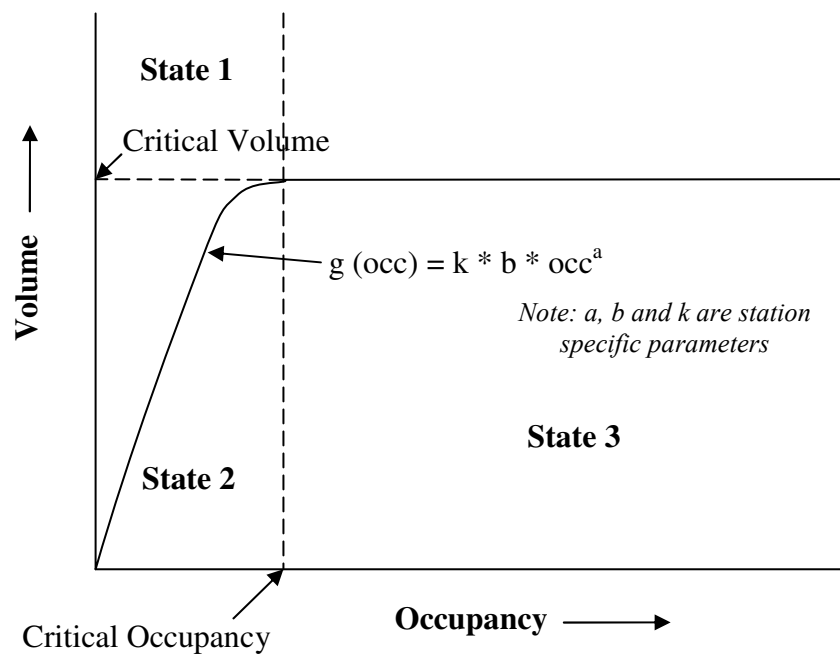 State 1
Critical Volume
Volume
g (occ) = k * b * occᵃ
Note: a, b and k are station
specific parameters
State 3
State 2
Occupancy
Critical Occupancy